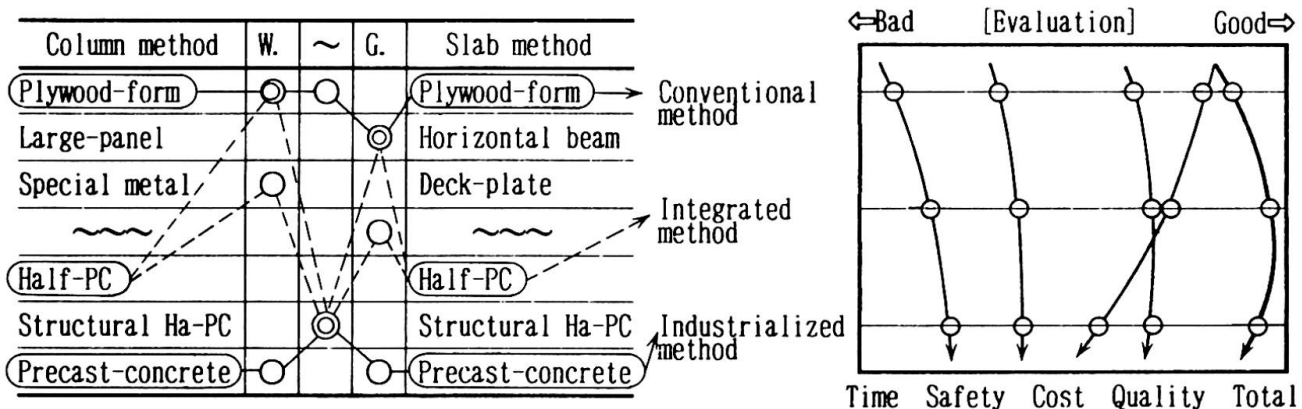 Column method W. ~ G. Slab method
Plywood-form Plywood-form
Large-panel Horizontal beam
Special metal Deck-plate
~~~ ~~~
Half-PC Half-PC
Structural Ha-PC Structural Ha-PC
Precast-concrete Precast-concrete
Conventional
method
Integrated
method
Industrialized
method
⇐Bad [Evaluation] Good⇒
Time Safety Cost Quality Total